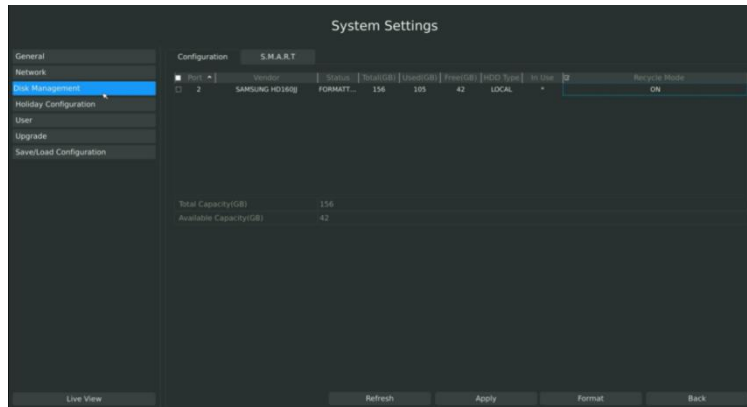 System Settings
General
Network
Disk Management
Holiday Configuration
User
Upgrade
Save/Load Configuration
Configuration S.M.A.R.T
Port Vendor Status Total(GB) Used(GB) Free(GB) HDD Type In Use Recycle Mode
2 SAMSUNG HD160JJ FORMATT... 156 105 42 LOCAL * ON
Total Capacity(GB) 156
Available Capacity(GB) 42
Live View Refresh Apply Format Back